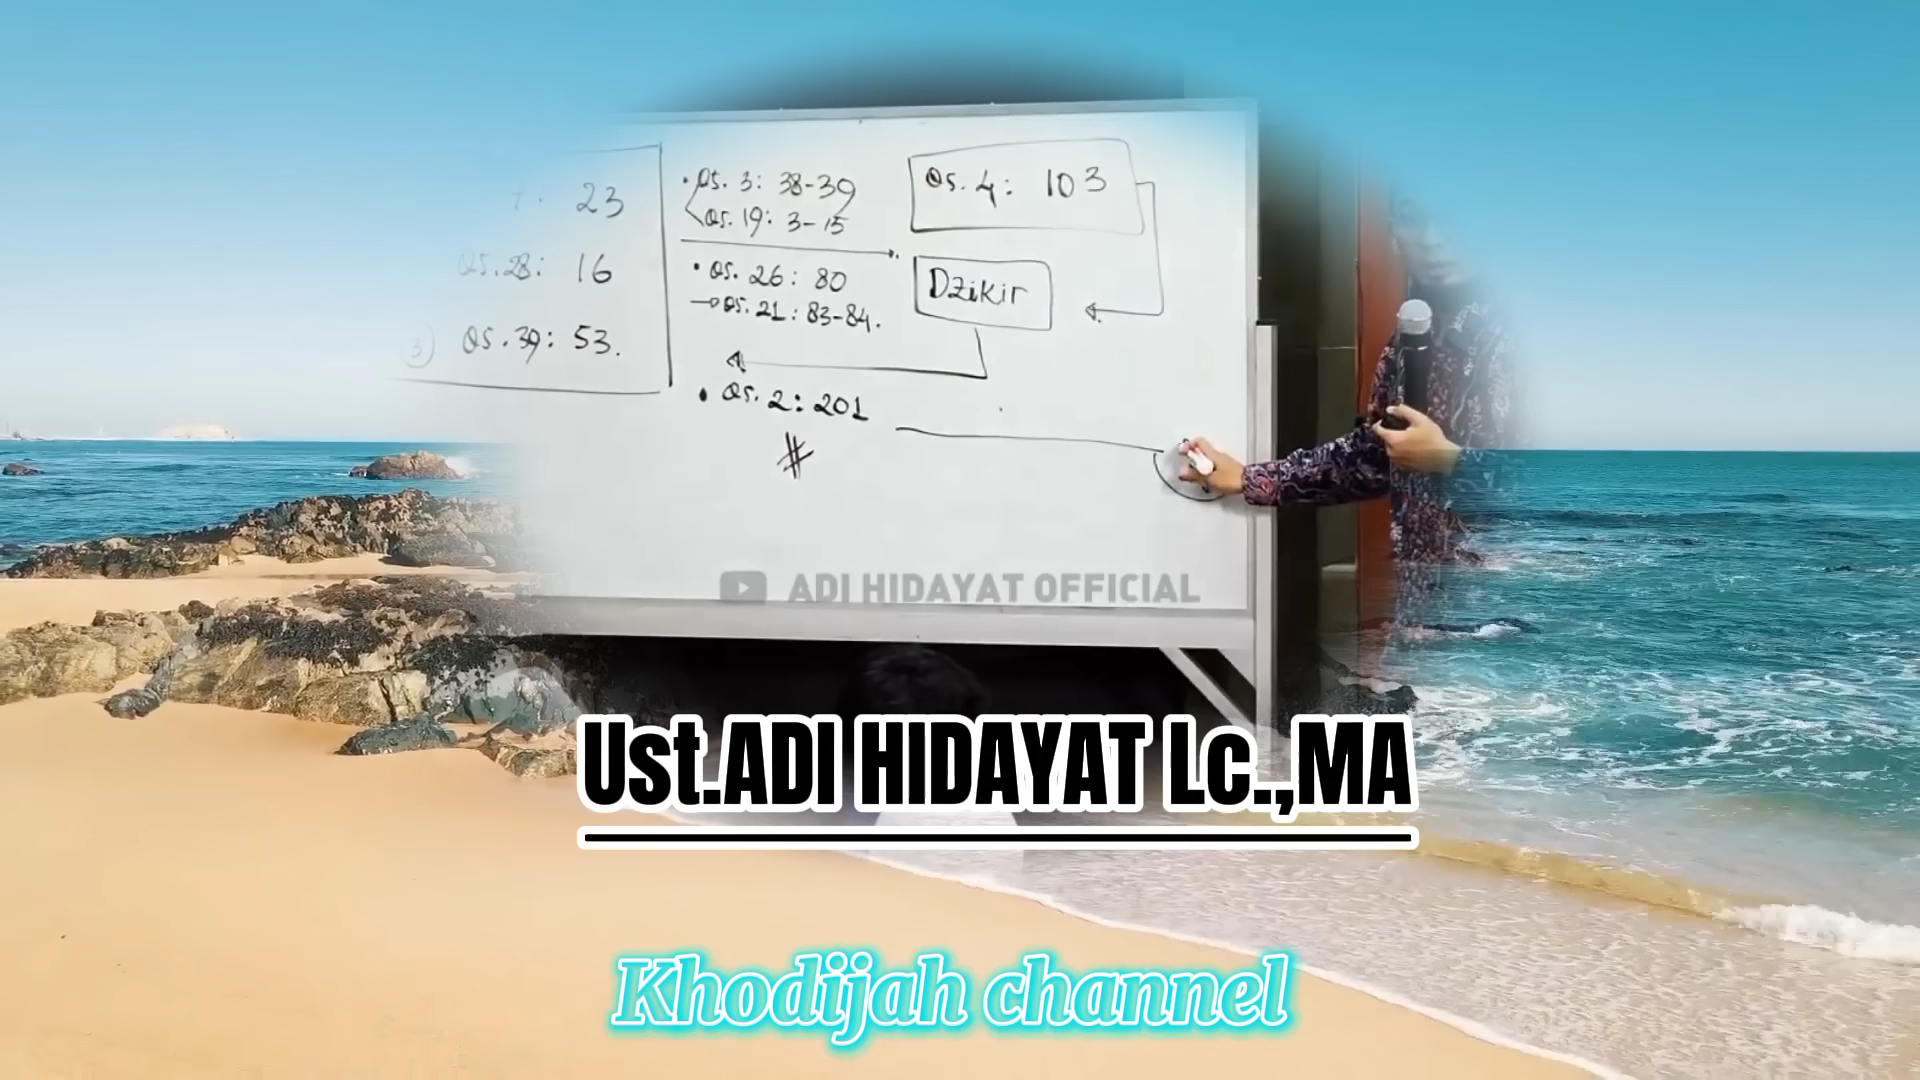 7: 23
QS. 28: 16
3) QS. 39: 53.
• QS. 3: 38-39
QS. 19: 3-15
• QS. 26: 80
→ QS. 21: 83-84.
• QS. 2: 201
#
QS. 4: 103
Dzikir
ADI HIDAYAT OFFICIAL
Ust.ADI HIDAYAT Lc.,MA
Khodijah channel